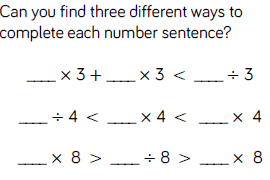 Can you find three different ways to
complete each number sentence?
___ × 3 + ___ × 3 < ___ ÷ 3
___ ÷ 4 < ___ × 4 < ___ × 4
___ × 8 > ___ ÷ 8 > ___ × 8